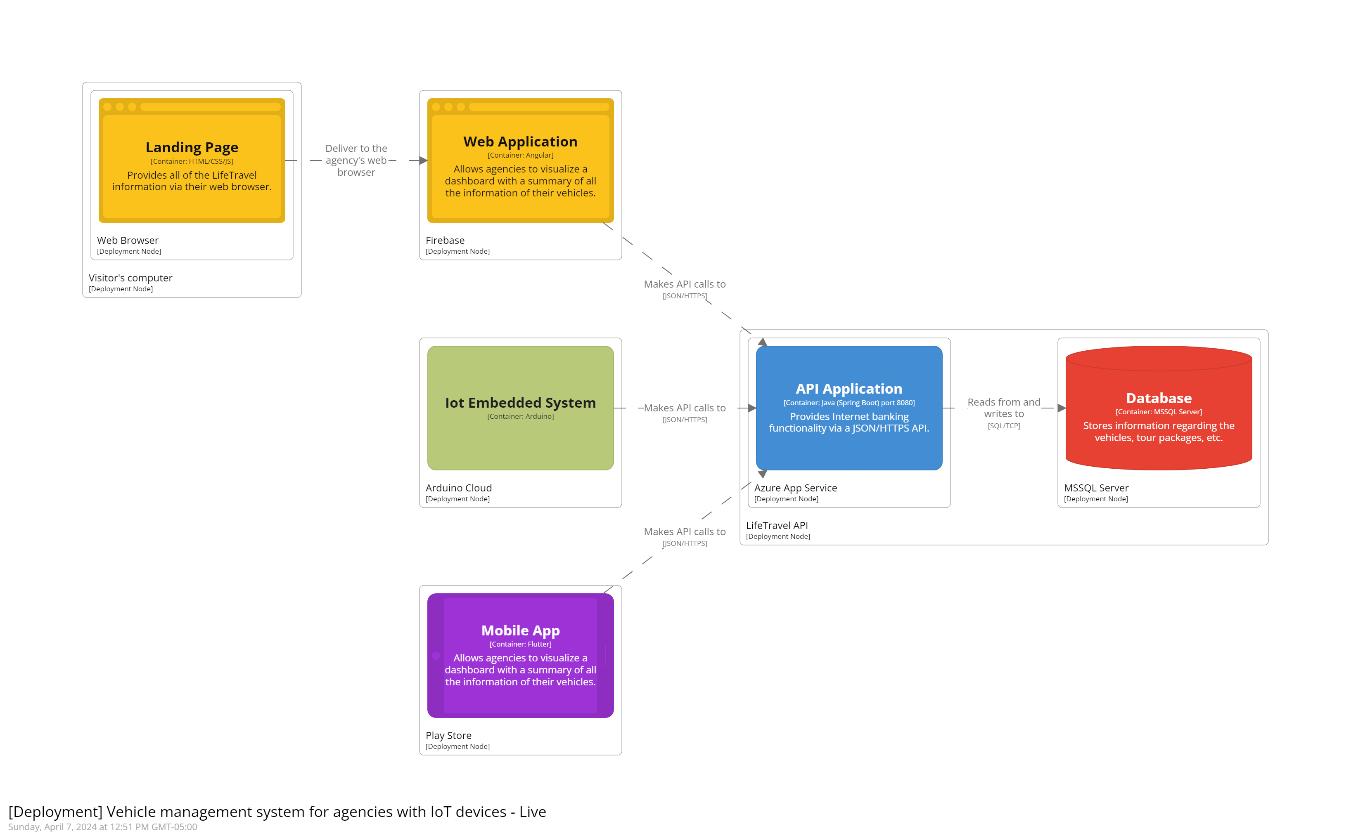 Landing Page
[Container: HTML/CSS/JS]
Provides all of the LifeTravel
information via their web browser.
Web Browser
[Deployment Node]
Visitor's computer
[Deployment Node]
Deliver to the
agency's web
browser
Web Application
[Container: Angular]
Allows agencies to visualize a
dashboard with a summary of all
the information of their vehicles.
Firebase
[Deployment Node]
Makes API calls to
[JSON/HTTPS]
Iot Embedded System
[Container: Arduino]
Arduino Cloud
[Deployment Node]
Makes API calls to
[JSON/HTTPS]
API Application
[Container: Java (Spring Boot) port 8080]
Provides Internet banking
functionality via a JSON/HTTPS API.
Azure App Service
[Deployment Node]
LifeTravel API
[Deployment Node]
Reads from and
writes to
[SQL/TCP]
Database
[Container: MSSQL Server]
Stores information regarding the
vehicles, tour packages, etc.
MSSQL Server
[Deployment Node]
Makes API calls to
[JSON/HTTPS]
Mobile App
[Container: Flutter]
Allows agencies to visualize a
dashboard with a summary of all
the information of their vehicles.
Play Store
[Deployment Node]
[Deployment] Vehicle management system for agencies with IoT devices - Live
Sunday, April 7, 2024 at 12:51 PM GMT-05:00